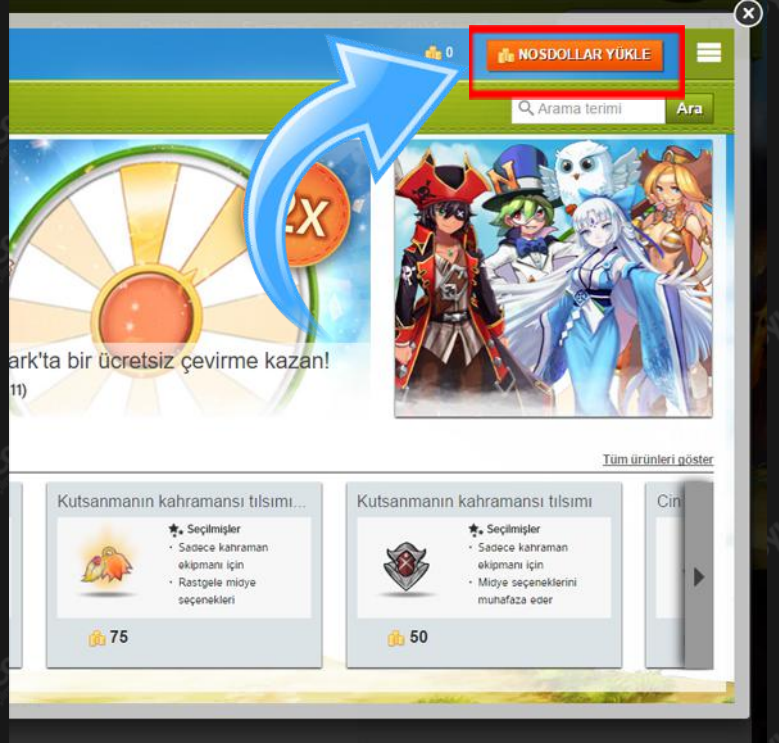 0
NOSDOLLAR YÜKLE
Arama terimi
Ara
2X
ark'ta bir ücretsiz çevirme kazan!
11)
N
Tüm ürünleri göster
Kutsanmanın kahramansı tılsımı...
Seçilmişler
· Sadece kahraman
ekipmanı için
· Rastgele midye
seçenekleri
75
Kutsanmanın kahramansı tılsımı
Seçilmişler
· Sadece kahraman
ekipmanı için
· Midye seçeneklerini
muhafaza eder
50
Cin